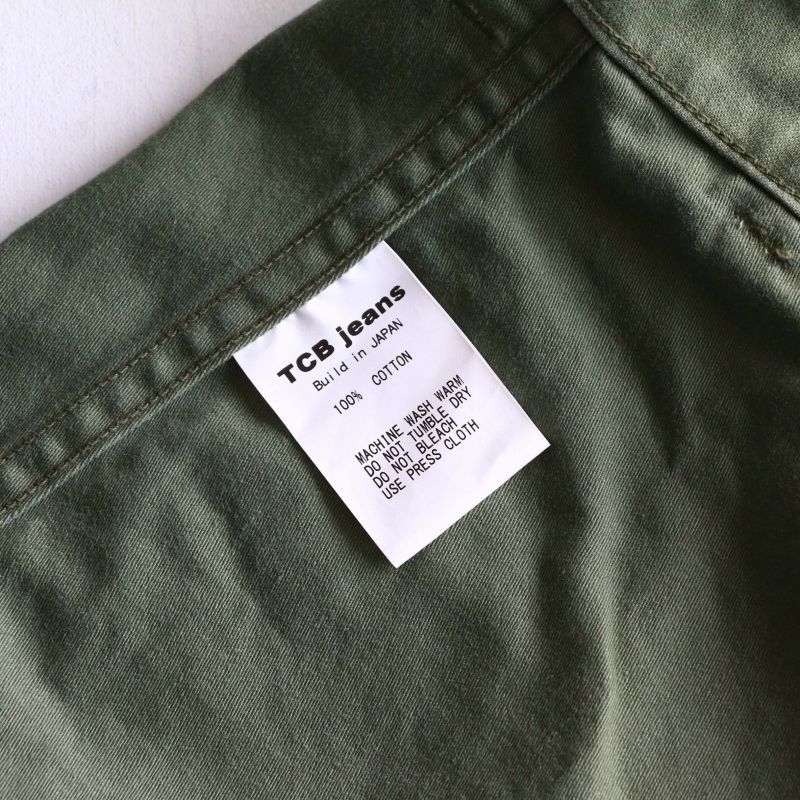 TCB jeans
Build in JAPAN
100% COTTON
MACHINE WASH WARM
DO NOT TUMBLE DRY
DO NOT BLEACH
USE PRESS CLOTH